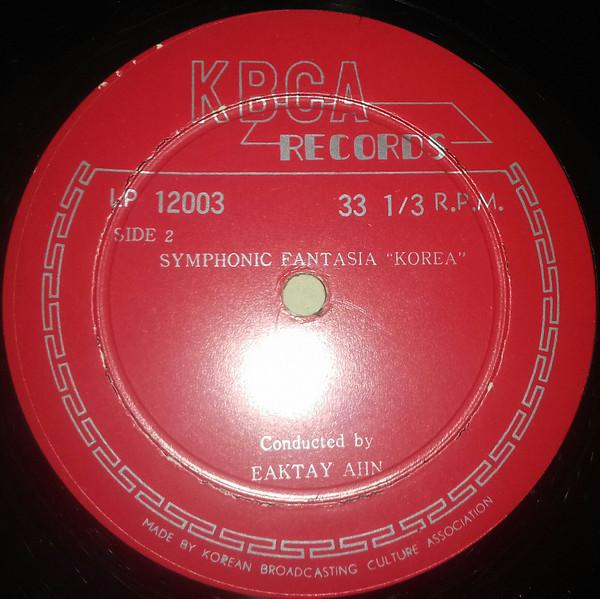 KBCA
RECORDS
LP 12003 33 1/3 R.P.M.
SIDE 2
SYMPHONIC FANTASIA "KOREA"
Conducted by
EAKTAY AHN
MADE BY KOREAN BROADCASTING CULTURE ASSOCIATION